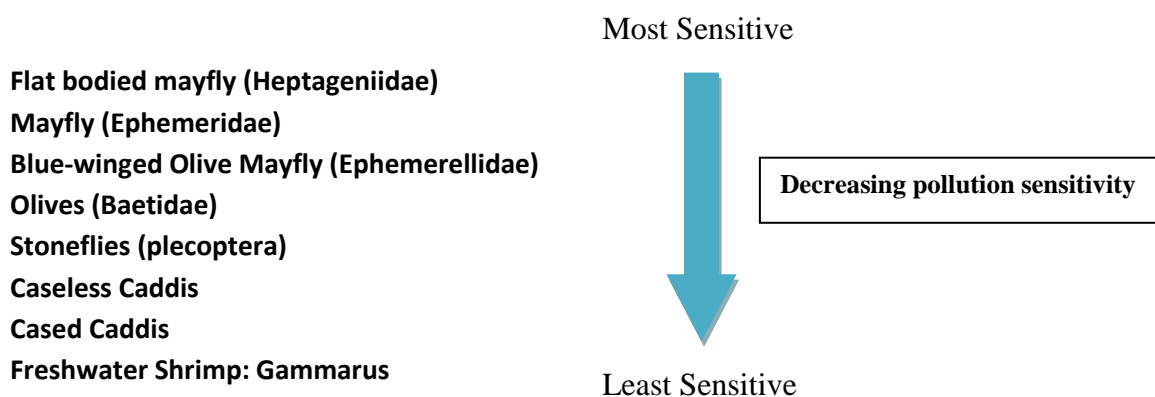 Most Sensitive
Flat bodied mayfly (Heptageniidae)
Mayfly (Ephemeridae)
Blue-winged Olive Mayfly (Ephemerellidae)
Olives (Baetidae)
Stoneflies (plecoptera)
Caseless Caddis
Cased Caddis
Freshwater Shrimp: Gammarus
Decreasing pollution sensitivity
Least Sensitive